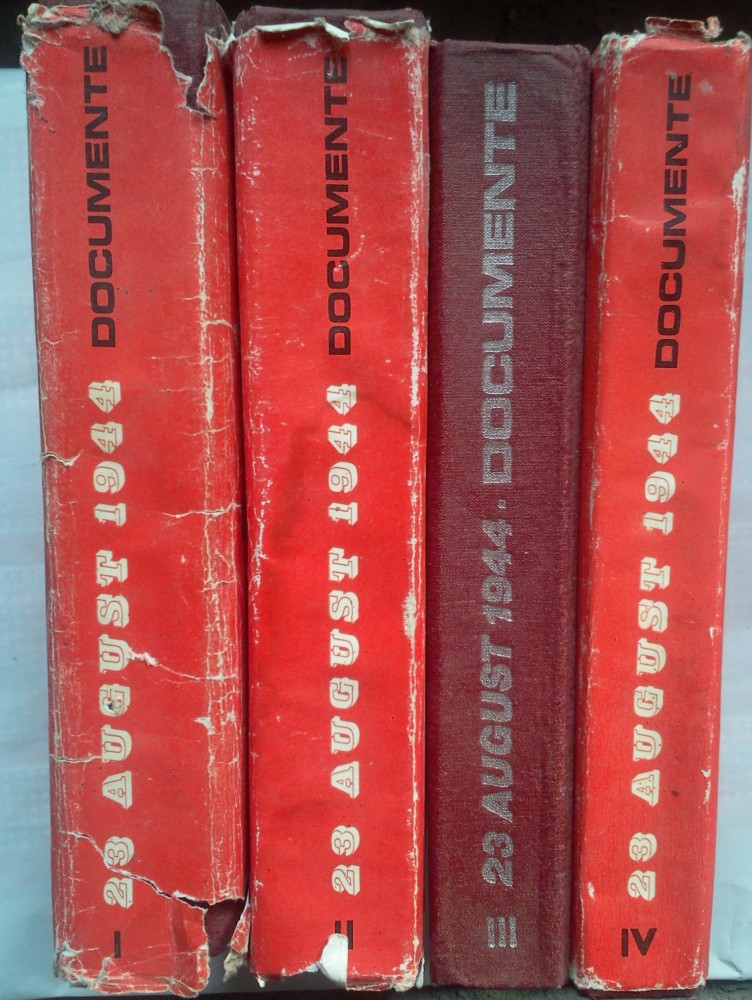 I 23 AUGUST 1944 DOCUMENTE
II 23 AUGUST 1944 DOCUMENTE
III 23 AUGUST 1944 · DOCUMENTE
IV 23 AUGUST 1944 DOCUMENTE